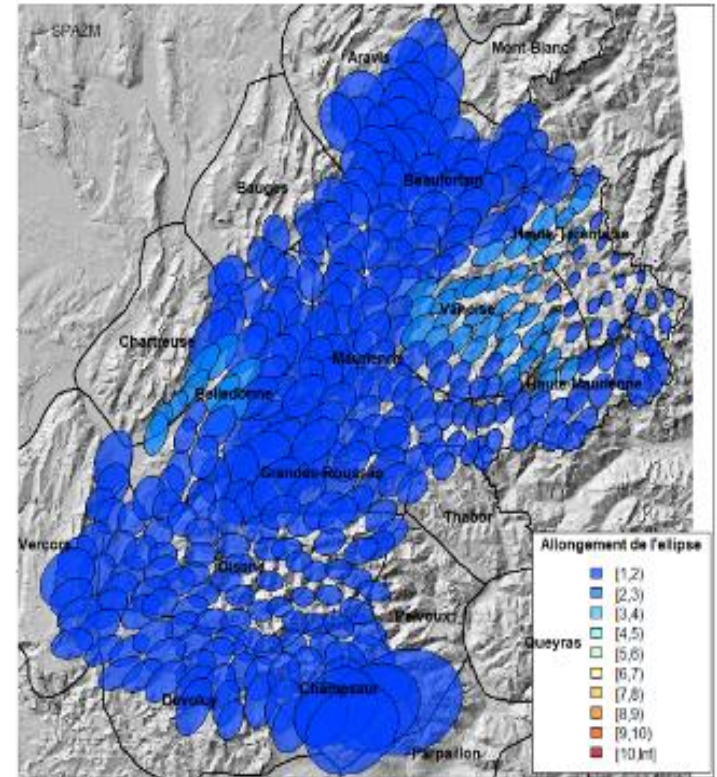 SPAZM
Aravis
Mont-Blanc
Bauges
Beaufortain
Haute-Tarentaise
Vanoise
Chartreuse
Maurienne
Belledonne
Haute-Maurienne
Grandes-Rousses
Thabor
Vercors
Oisans
Pelvoux
Queyras
Champsaur
Devoluy
Parpaillon
Allongement de l'ellipse
[1,2)
[2,3)
[3,4)
[4,5)
[5,6)
[6,7)
[7,8)
[8,9)
[9,10)
[10,Inf)